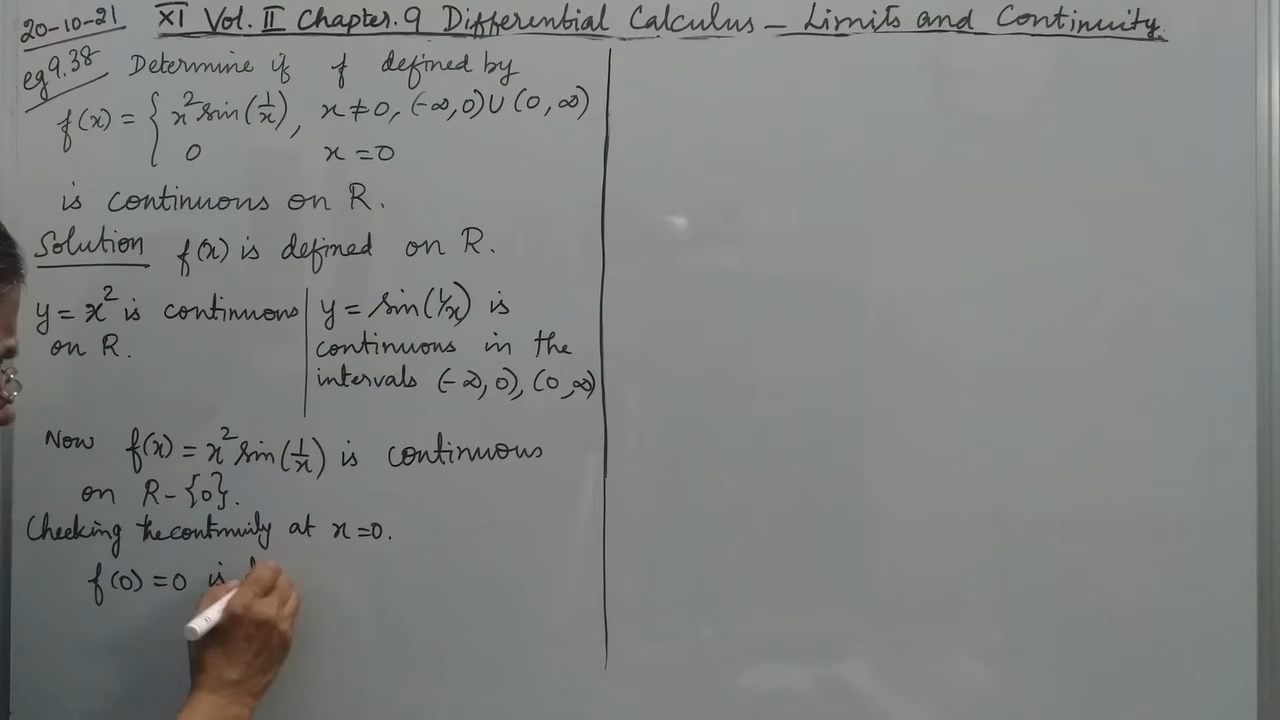 20-10-21 XI Vol. II Chapter. 9 Differential Calculus – Limits and Continuity.
eg 9.38 Determine if f defined by
f(x) = { x² sin(1/x), x ≠ 0, (-∞, 0) ∪ (0, ∞)
0 x = 0
is continuous on R.
Solution f(x) is defined on R.
y = x² is continuous on R.
y = sin(1/x) is
continuous in the
intervals (-∞, 0), (0, ∞)
Now f(x) = x² sin(1/x) is continuous
on R - {0}.
Checking the continuity at x = 0.
f(0) = 0 is